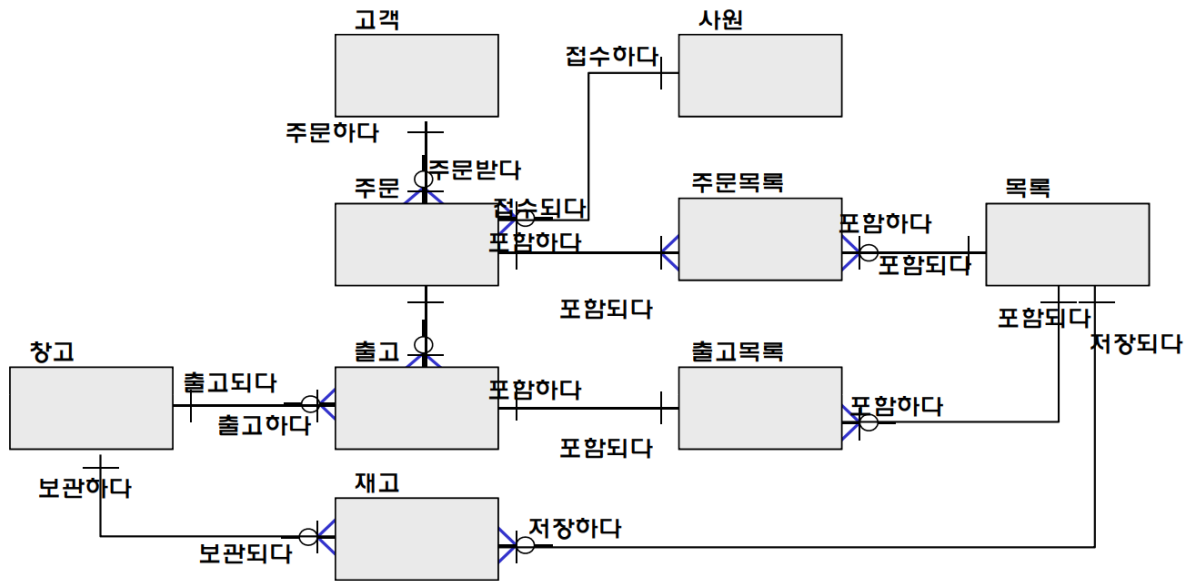 고객
사원
접수하다
주문하다
주문받다
주문
주문목록
목록
접수되다
포함하다
포함하다
포함되다
포함되다
포함되다
저장되다
창고
출고
출고목록
출고되다
포함하다
포함하다
출고하다
포함되다
보관하다
재고
저장하다
보관되다